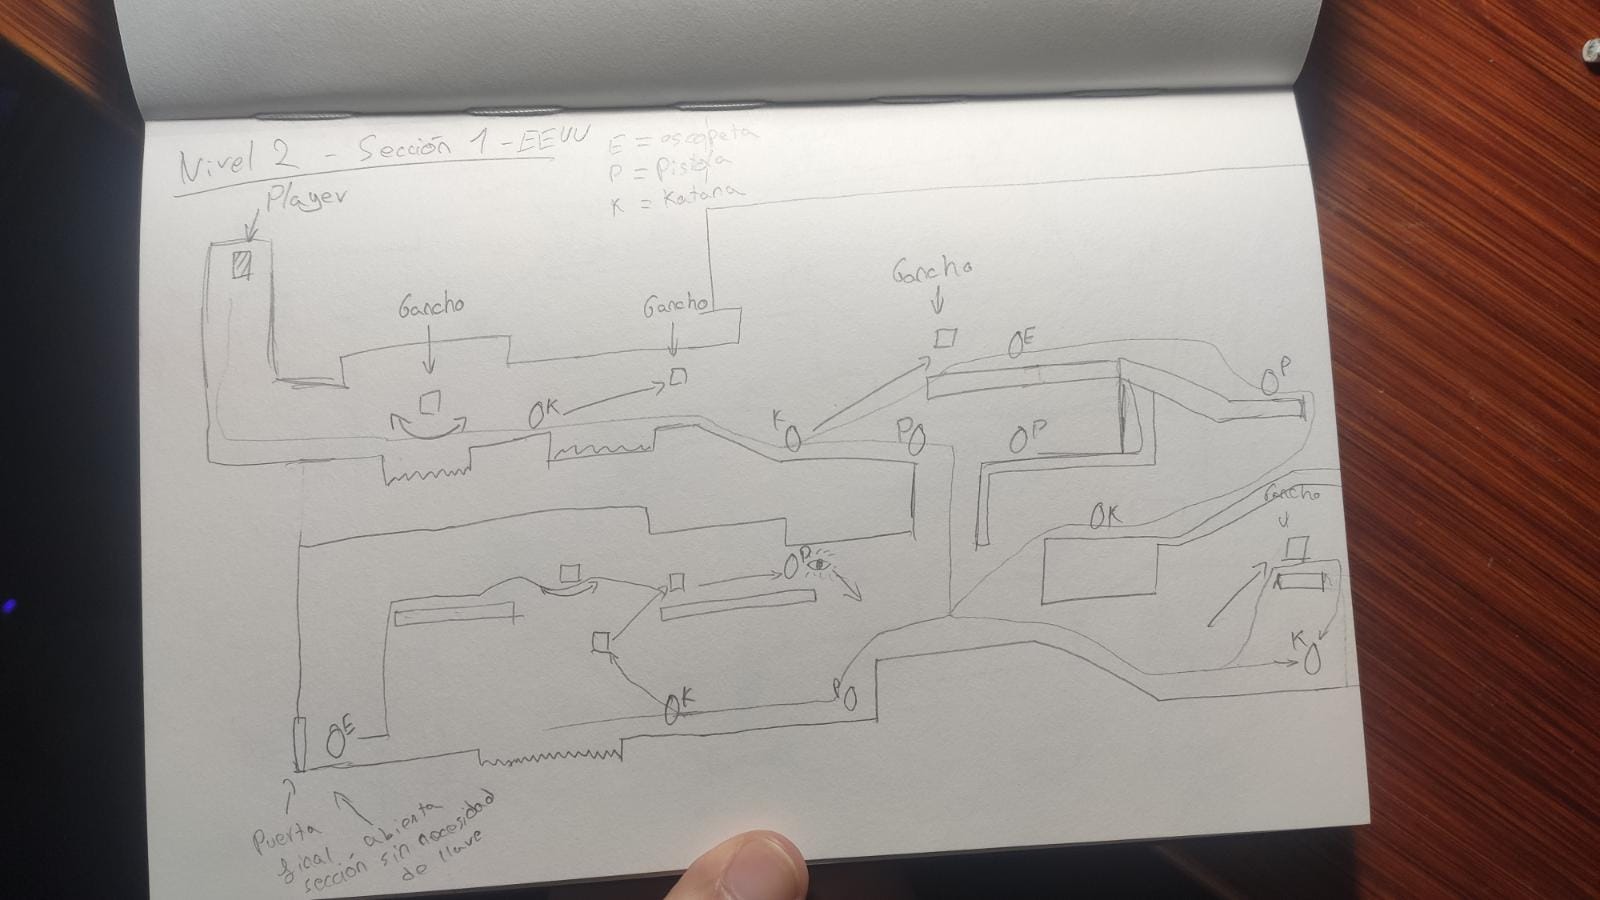 Nivel 2 - Sección 1 - EEUU
E = escopeta
P = Pistola
K = Katana
Player
Gancho
Gancho
Gancho
K
K
P
E
P
P
K
Gancho
P
K
K
P
E
Puerta
final, abierta
sección sin necesidad
de llave